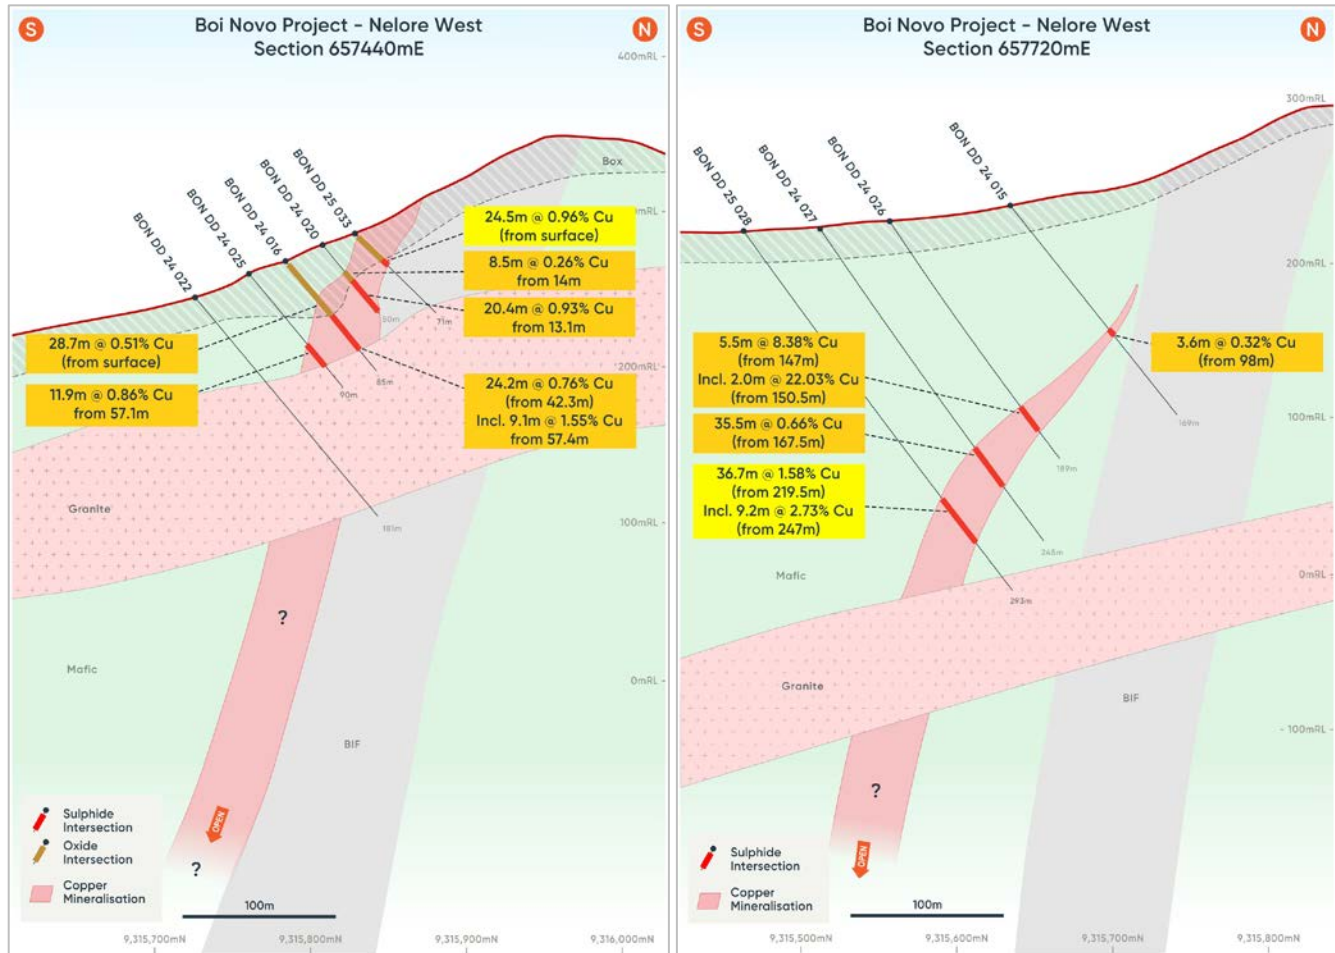 S
Boi Novo Project - Nelore West
Section 657440mE
N
400mRL
BON DD 24 022
BON DD 24 025
BON DD 24 016
BON DD 24 020
BON DD 25 033
Box
24.5m @ 0.96% Cu
(from surface)
8.5m @ 0.26% Cu
from 14m
20.4m @ 0.93% Cu
from 13.1m
28.7m @ 0.51% Cu
(from surface)
11.9m @ 0.86% Cu
from 57.1m
24.2m @ 0.76% Cu
(from 42.3m)
Incl. 9.1m @ 1.55% Cu
from 57.4m
50m
71m
85m
90m
181m
200mRL
100mRL
0mRL
Granite
Mafic
BIF
?
OPEN
?
Sulphide
Intersection
Oxide
Intersection
Copper
Mineralisation
100m
9,315,700mN
9,315,800mN
9,315,900mN
9,316,000mN
S
Boi Novo Project - Nelore West
Section 657720mE
N
300mRL
BON DD 25 028
BON DD 24 027
BON DD 24 026
BON DD 24 015
200mRL
5.5m @ 8.38% Cu
(from 147m)
Incl. 2.0m @ 22.03% Cu
(from 150.5m)
35.5m @ 0.66% Cu
(from 167.5m)
36.7m @ 1.58% Cu
(from 219.5m)
Incl. 9.2m @ 2.73% Cu
(from 247m)
3.6m @ 0.32% Cu
(from 98m)
100mRL
169m
189m
293m
0mRL
Mafic
Granite
BIF
- 100mRL
?
OPEN
Sulphide
Intersection
Copper
Mineralisation
100m
9,315,500mN
9,315,600mN
9,315,700mN
9,315,800mN